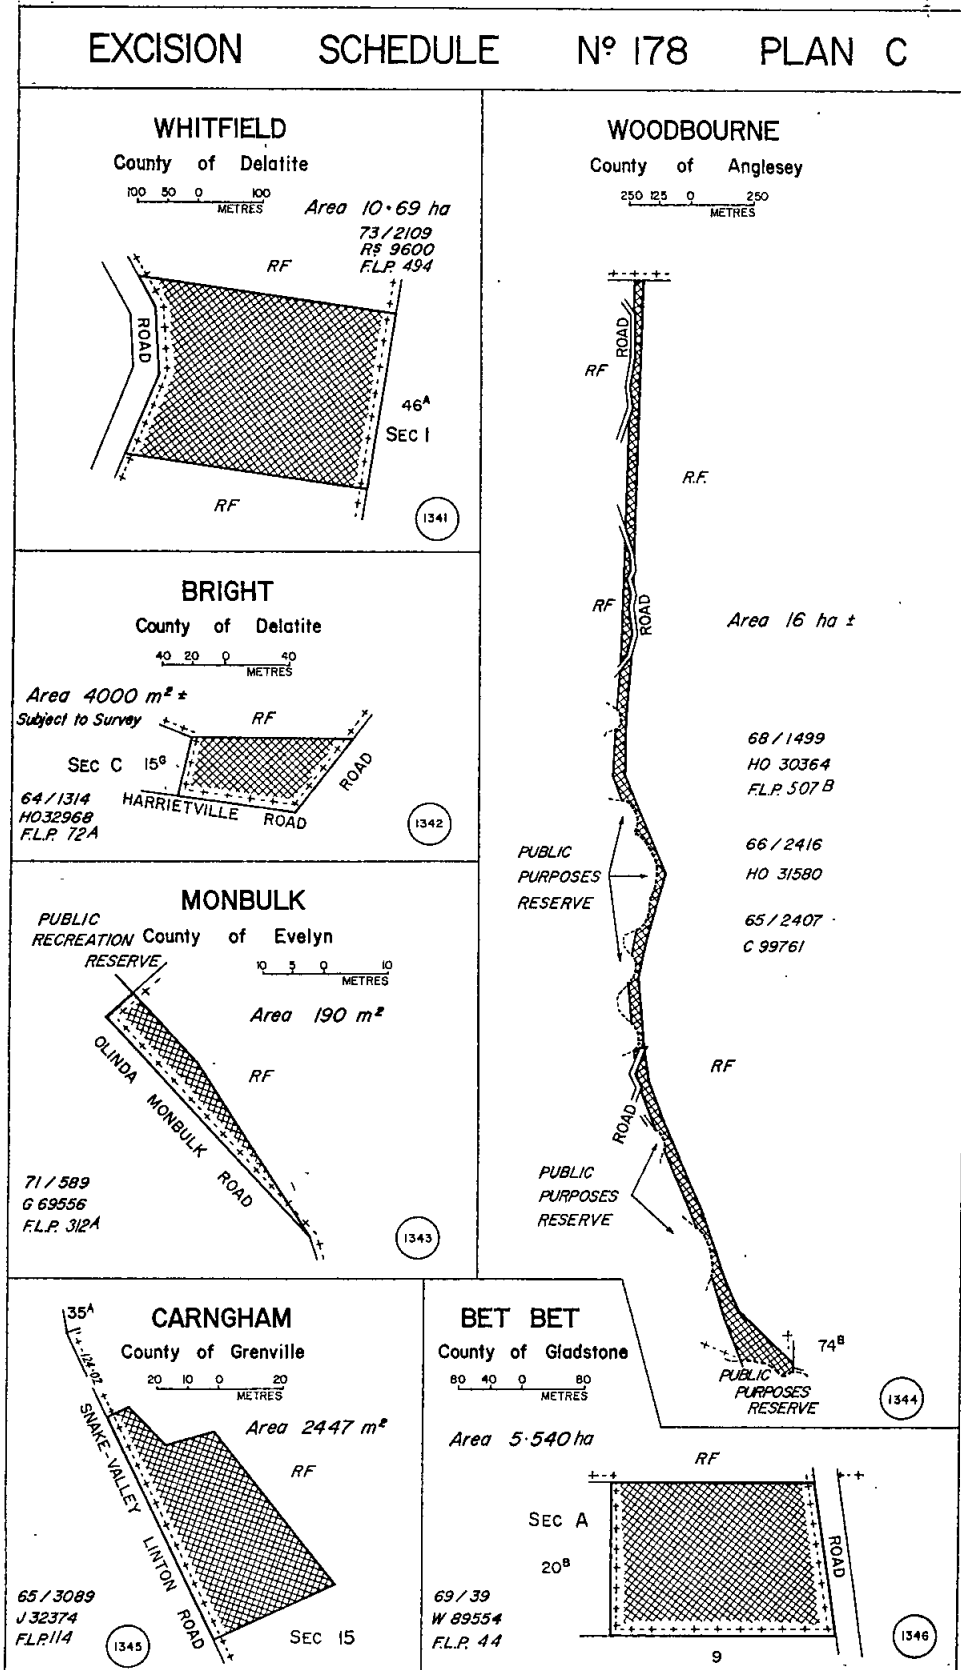 EXCISION SCHEDULE Nº 178 PLAN C
WHITFIELD
County of Delatite
100 50 0 100
METRES
Area 10·69 ha
73/2109
RS 9600
F.L.P. 494
RF
ROAD
46A
SEC 1
RF
1341
BRIGHT
County of Delatite
40 20 0 40
METRES
Area 4000 m² ±
Subject to Survey
RF
SEC C 15G
ROAD
HARRIETVILLE ROAD
64/1314
HO32968
F.L.P. 72A
1342
MONBULK
PUBLIC
RECREATION
RESERVE
County of Evelyn
10 5 0 10
METRES
Area 190 m²
RF
OLINDA MONBULK ROAD
71/589
G 69556
F.L.P. 312A
1343
WOODBOURNE
County of Anglesey
250 125 0 250
METRES
ROAD
RF
R.F.
RF
ROAD
Area 16 ha ±
68/1499
HO 30364
F.L.P. 507B
PUBLIC
PURPOSES
RESERVE
66/2416
HO 31580
65/2407
C 99761
RF
ROAD
PUBLIC
PURPOSES
RESERVE
74B
PUBLIC
PURPOSES
RESERVE
1344
CARNGHAM
County of Grenville
20 10 0 20
METRES
35A
124·02
Area 2447 m²
RF
SNAKE-VALLEY LINTON ROAD
65/3089
J 32374
F.L.P.114
1345
SEC 15
BET BET
County of Gladstone
80 40 0 80
METRES
Area 5·540 ha
RF
SEC A
20B
ROAD
69/39
W 89554
F.L.P. 44
9
1346